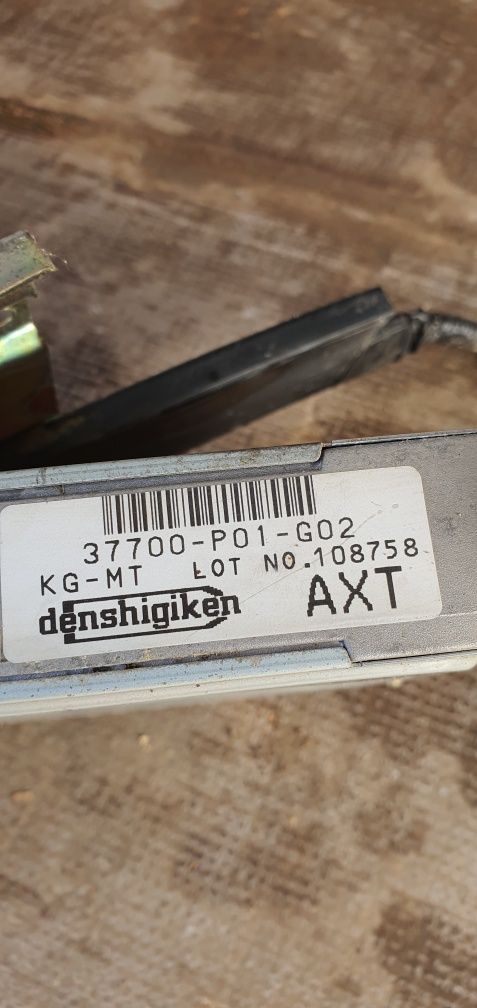 37700-P01-G02
KG-MT LOT NO.108758
denshigiken AXT